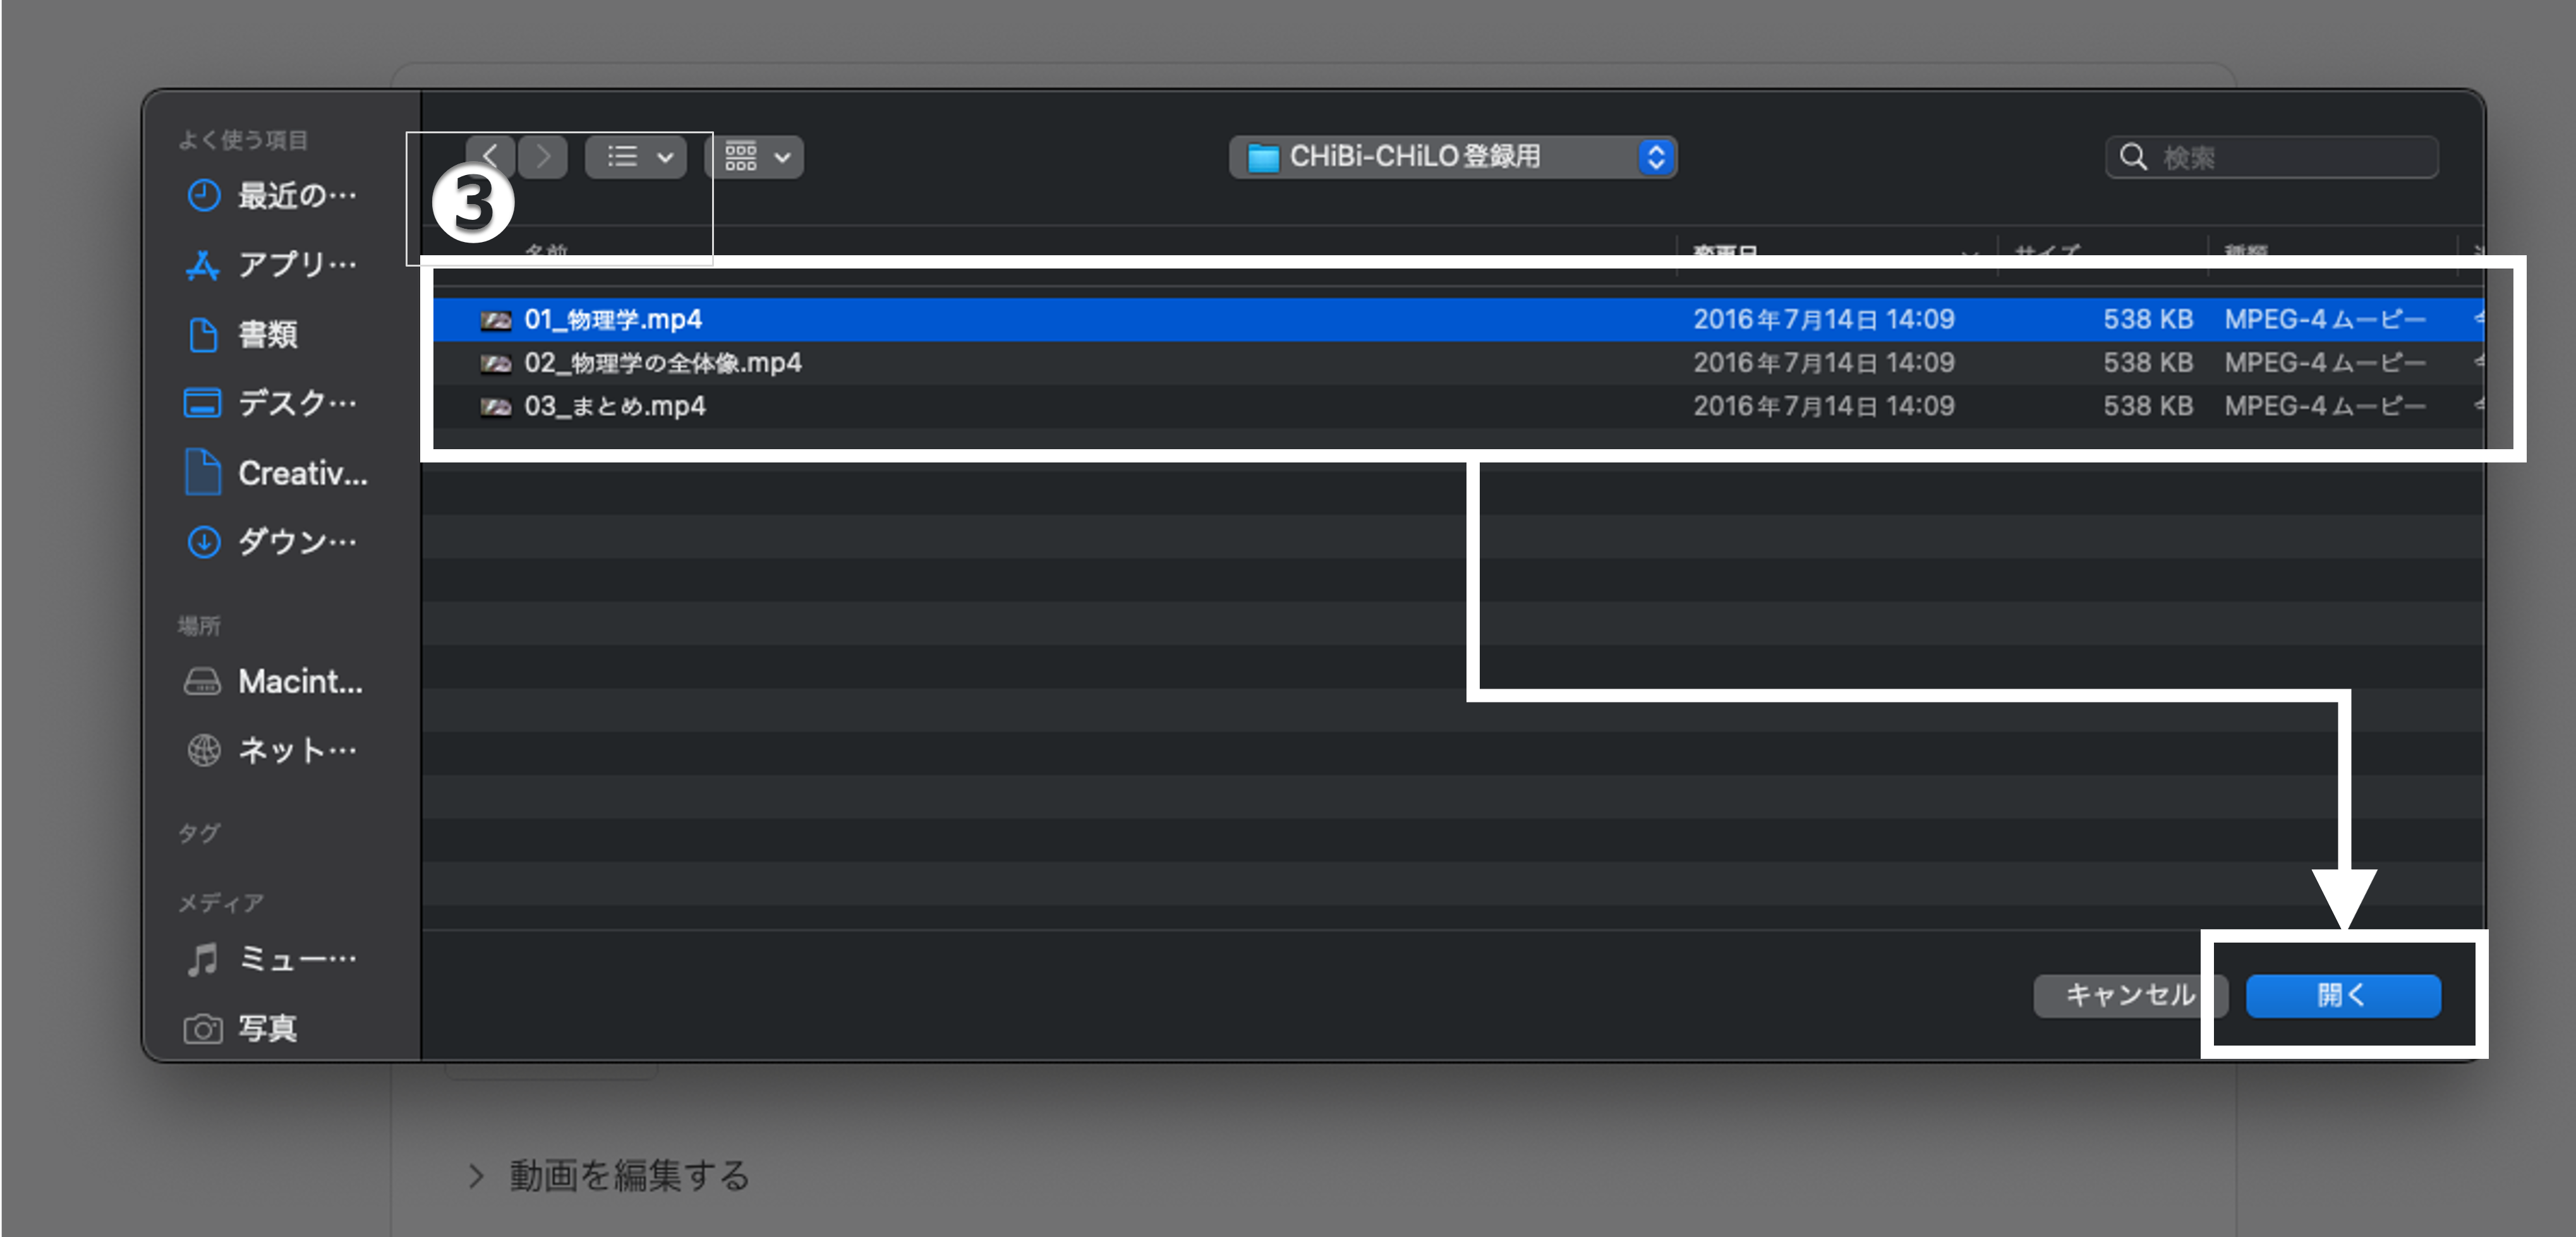 よく使う項目
最近の…
アプリ…
書類
デスク…
Creativ...
ダウン…
場所
Macint...
ネット…
タグ
メディア
ミュー…
写真
3
CHiBi-CHiLO登録用
検索
名前 変更日 サイズ 種類
01_物理学.mp4 2016年7月14日 14:09 538 KB MPEG-4ムービー
02_物理学の全体像.mp4 2016年7月14日 14:09 538 KB MPEG-4ムービー
03_まとめ.mp4 2016年7月14日 14:09 538 KB MPEG-4ムービー
キャンセル 開く
動画を編集する